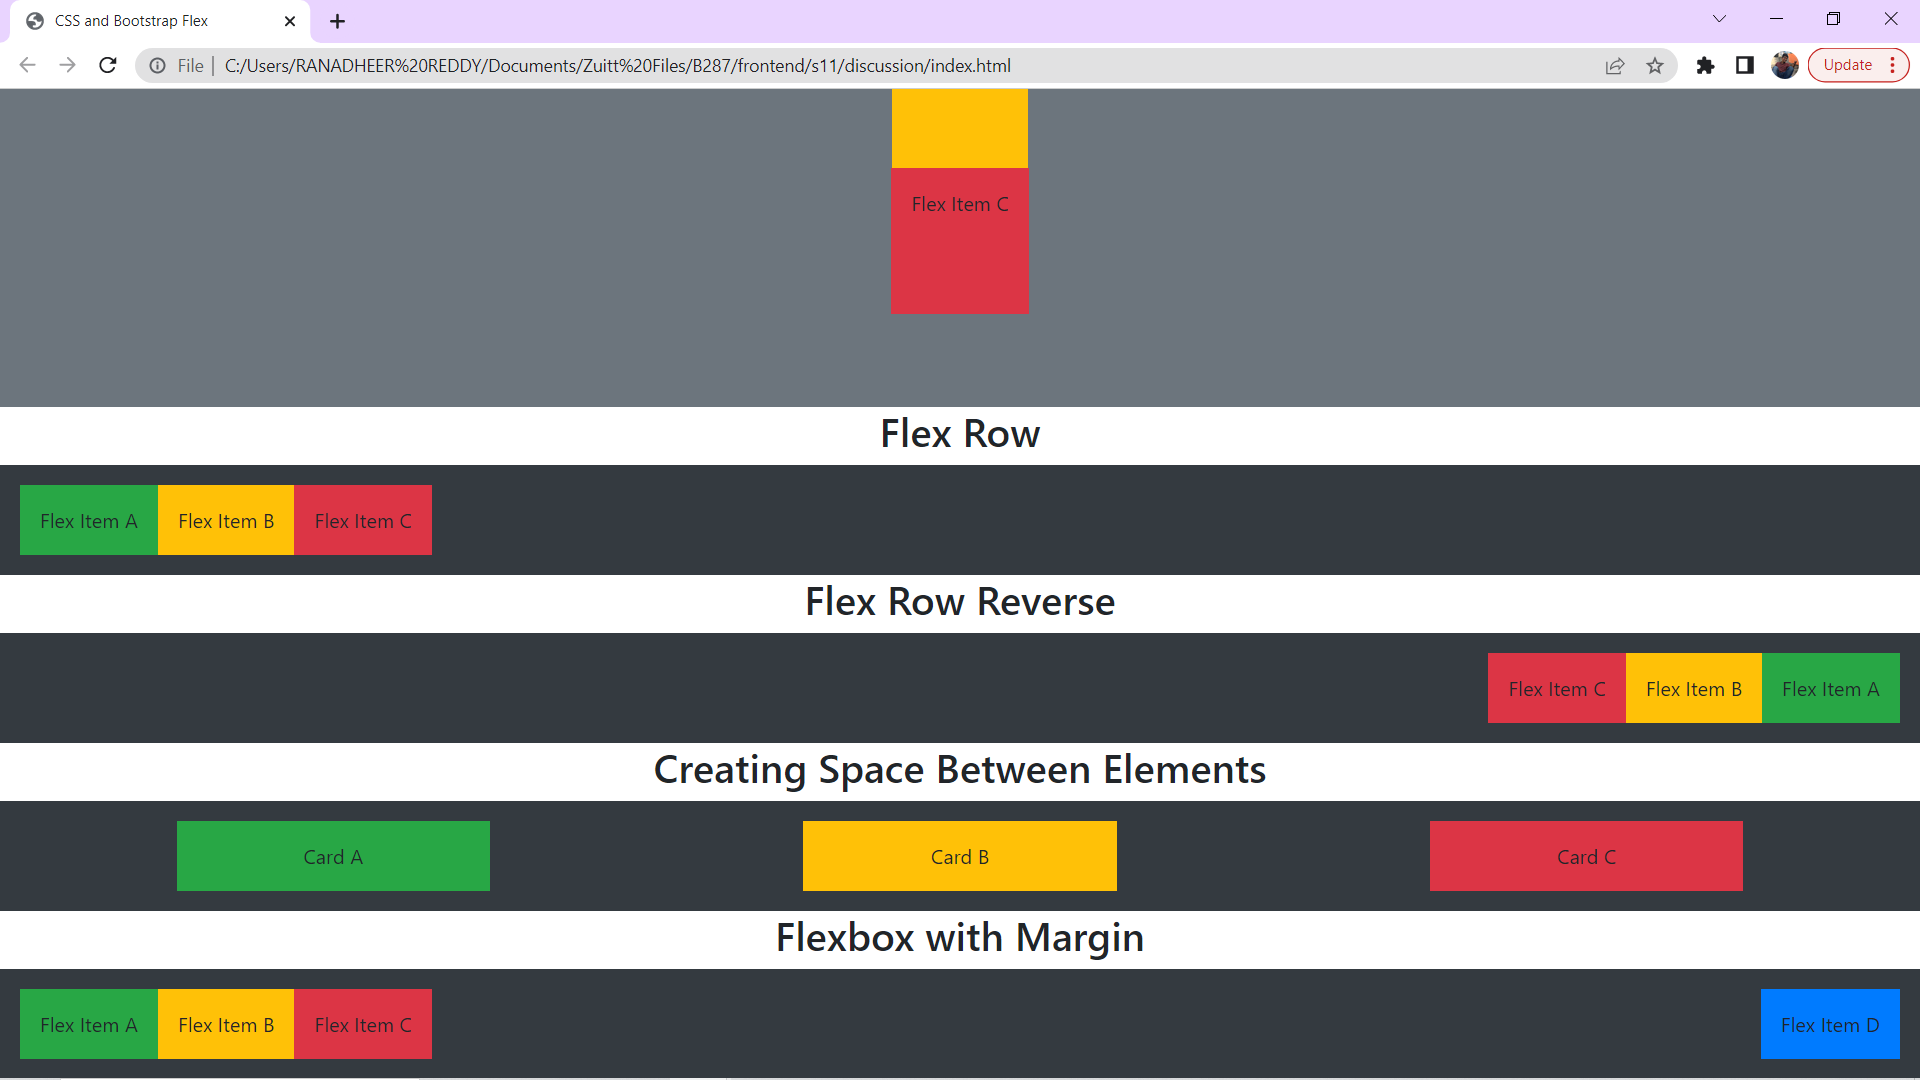 CSS and Bootstrap Flex
File | C:/Users/RANADHEER%20REDDY/Documents/Zuitt%20Files/B287/frontend/s11/discussion/index.html
Update
Flex Item C
Flex Row
Flex Item A Flex Item B Flex Item C
Flex Row Reverse
Flex Item C Flex Item B Flex Item A
Creating Space Between Elements
Card A Card B Card C
Flexbox with Margin
Flex Item A Flex Item B Flex Item C Flex Item D